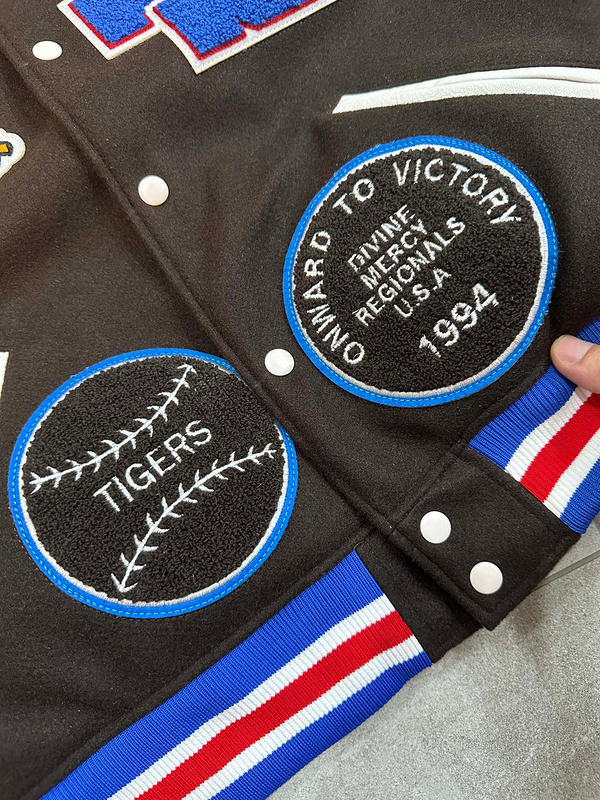 ONWARD TO VICTORY
DIVINE
MERCY
REGIONALS
U.S.A
1994
TIGERS